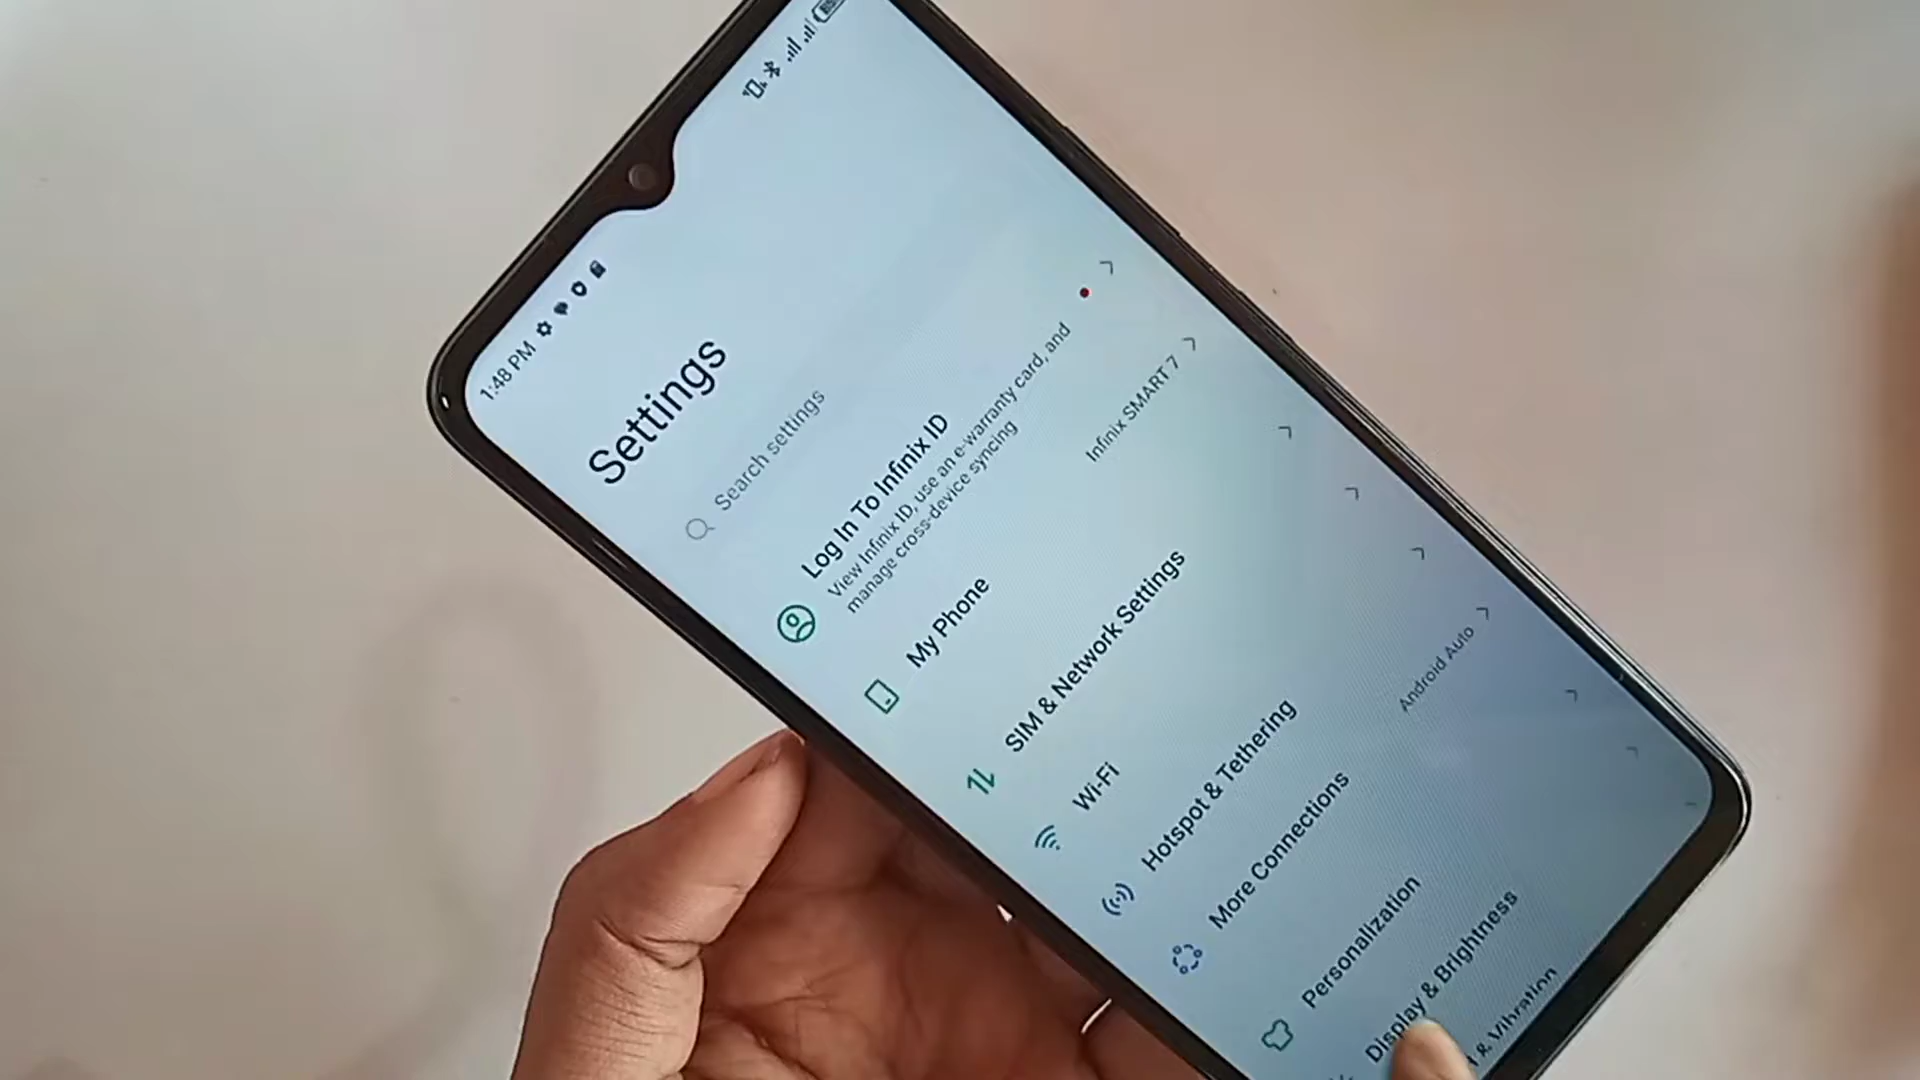 1:48 PM
Settings
Search settings
Log In To Infinix ID
View Infinix ID, use an e-warranty card, and
manage cross-device syncing
My Phone
Infinix SMART 7
SIM & Network Settings
Wi-Fi
Hotspot & Tethering
More Connections
Android Auto
Personalization
Display & Brightness
& Vibration